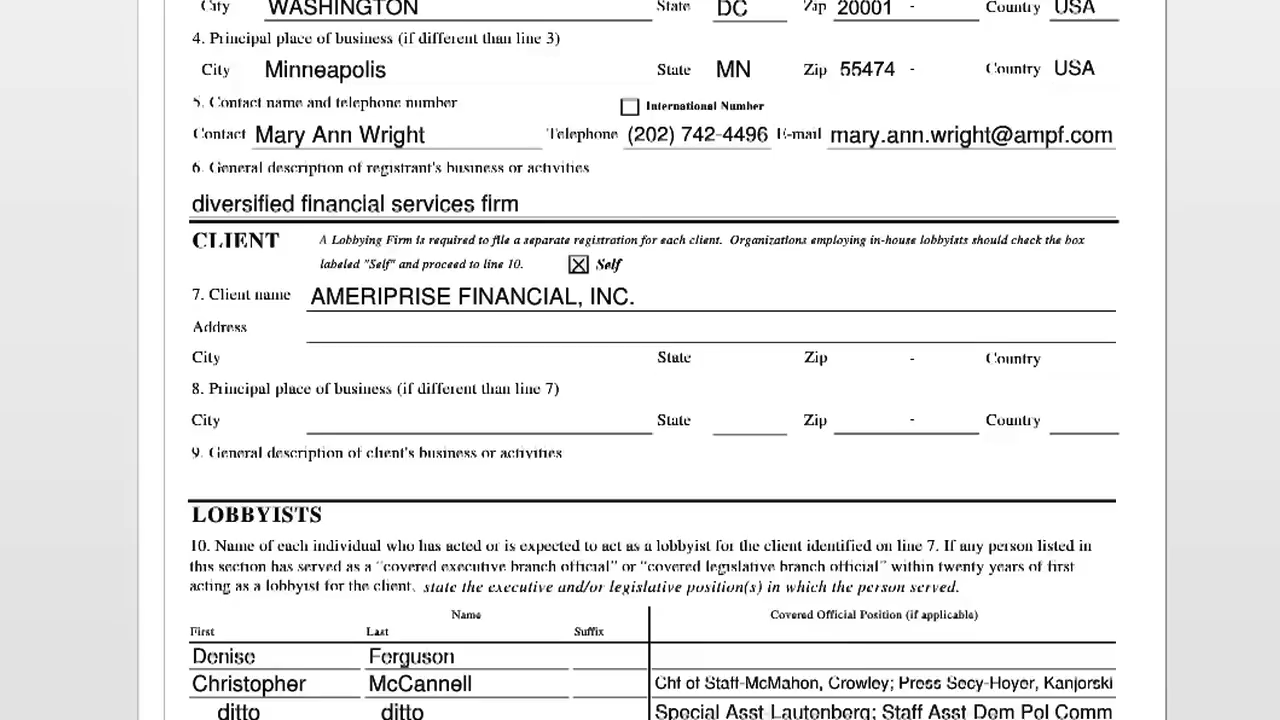 City WASHINGTON State DC Zip 20001 - Country USA
4. Principal place of business (if different than line 3)
City Minneapolis State MN Zip 55474 - Country USA
5. Contact name and telephone number International Number
Contact Mary Ann Wright Telephone (202) 742-4496 E-mail mary.ann.wright@ampf.com
6. General description of registrant's business or activities
diversified financial services firm
CLIENT A Lobbying Firm is required to file a separate registration for each client. Organizations employing in-house lobbyists should check the box
labeled "Self" and proceed to line 10. Self
7. Client name AMERIPRISE FINANCIAL, INC.
Address
City State Zip - Country
8. Principal place of business (if different than line 7)
City State Zip - Country
9. General description of client's business or activities
LOBBYISTS
10. Name of each individual who has acted or is expected to act as a lobbyist for the client identified on line 7. If any person listed in
this section has served as a "covered executive branch official" or "covered legislative branch official" within twenty years of first
acting as a lobbyist for the client, state the executive and/or legislative position(s) in which the person served.
Name Covered Official Position (if applicable)
First Last Suffix
Denise Ferguson
Christopher McCannell Chf of Staff-McMahon, Crowley; Press Secy-Hoyer, Kanjorski
ditto ditto Special Asst Lautenberg; Staff Asst Dem Pol Comm